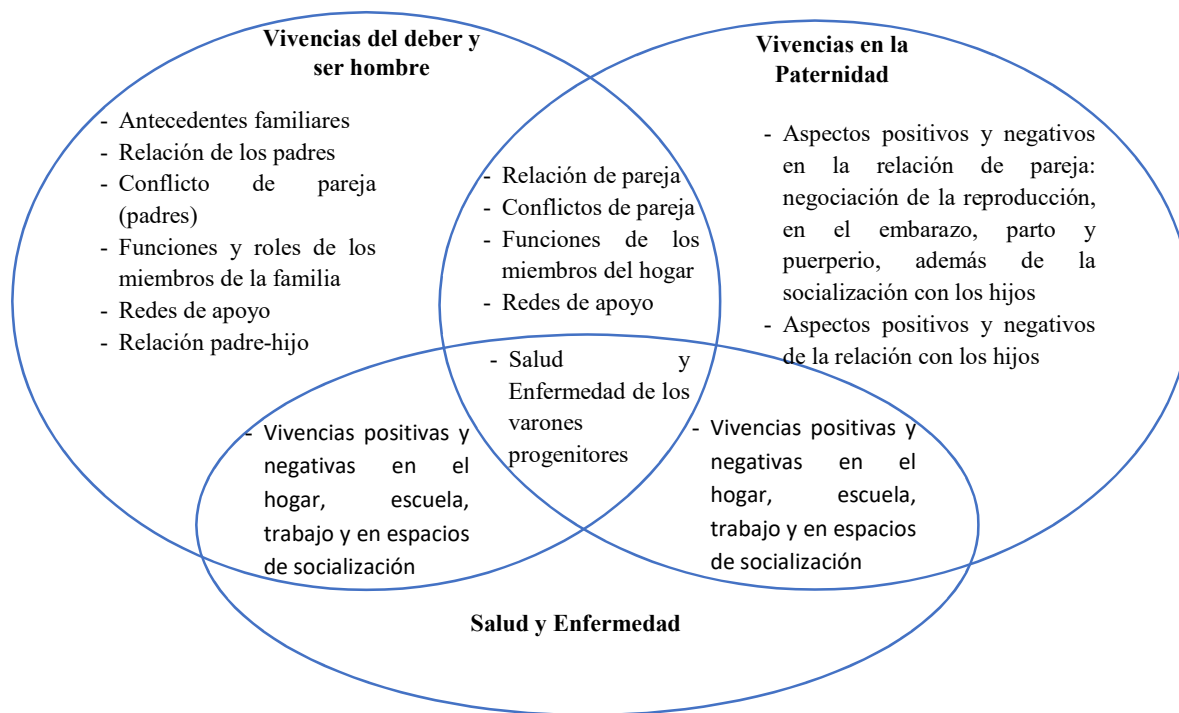 Vivencias del deber y
ser hombre
- Antecedentes familiares
- Relación de los padres
- Conflicto de pareja
(padres)
- Funciones y roles de los
miembros de la familia
- Redes de apoyo
- Relación padre-hijo
- Relación de pareja
- Conflictos de pareja
- Funciones de los
miembros del hogar
- Redes de apoyo
Vivencias en la
Paternidad
- Aspectos positivos y negativos
en la relación de pareja:
negociación de la reproducción,
en el embarazo, parto y
puerperio, además de la
socialización con los hijos
- Aspectos positivos y negativos
de la relación con los hijos
- Salud y
Enfermedad de los
varones
progenitores
- Vivencias positivas y
negativas en el
hogar, escuela,
trabajo y en espacios
de socialización
- Vivencias positivas y
negativas en el
hogar, escuela,
trabajo y en espacios
de socialización
Salud y Enfermedad